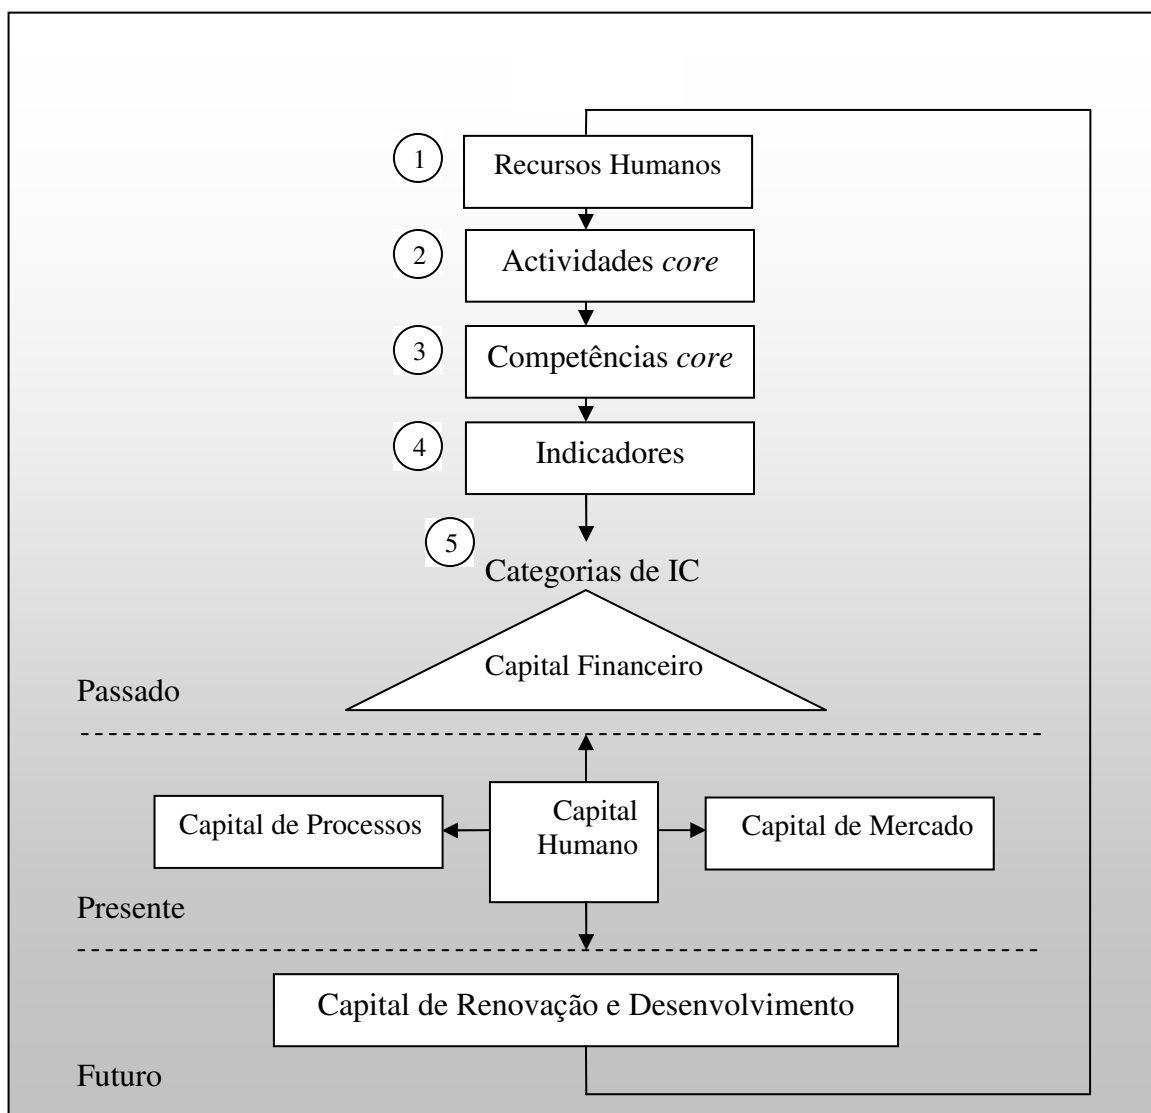 1
Recursos Humanos
2
Actividades core
3
Competências core
4
Indicadores
5
Categorias de IC
Capital Financeiro
Passado
Capital de Processos
Capital
Humano
Capital de Mercado
Presente
Capital de Renovação e Desenvolvimento
Futuro